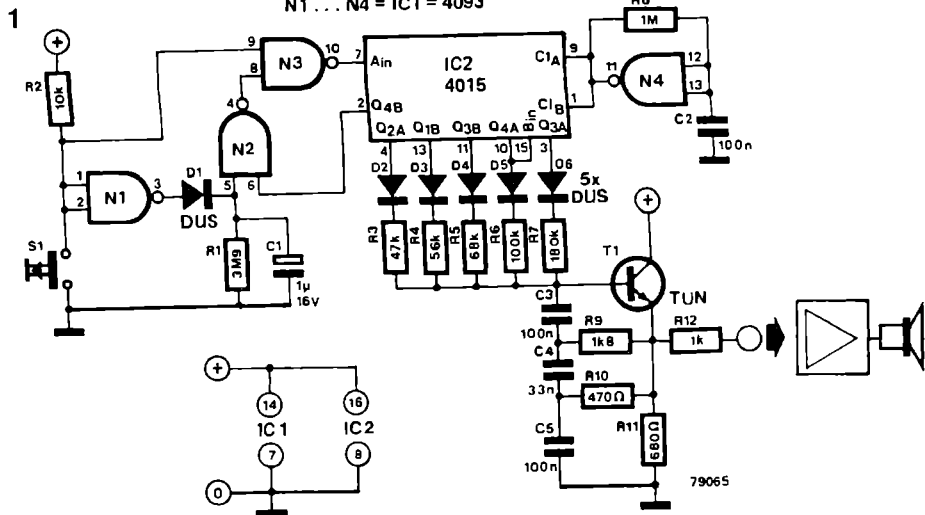 1
N1 . . . N4 = IC1 = 4093
R2
10k
1
2
N1
3
S1
D1
DUS
4
N2
5
6
8
9
N3
10
R1
3M9
C1
1µ
16V
7
Ain
IC2
4015
2
Q4B
Q2A
Q1B
Q3B
Q4A
Bin
Q3A
C1A
9
ClB
1
4
13
11
10
15
3
D2
D3
D4
D5
D6
5x
DUS
R3
47k
R4
56k
R5
68k
R6
100k
R7
180k
1M
11
N4
12
13
C2
100n
T1
TUN
C3
100n
R9
1k8
R12
1k
C4
33n
R10
470Ω
C5
100n
R11
680Ω
79065
14
16
IC1
IC2
7
8
0